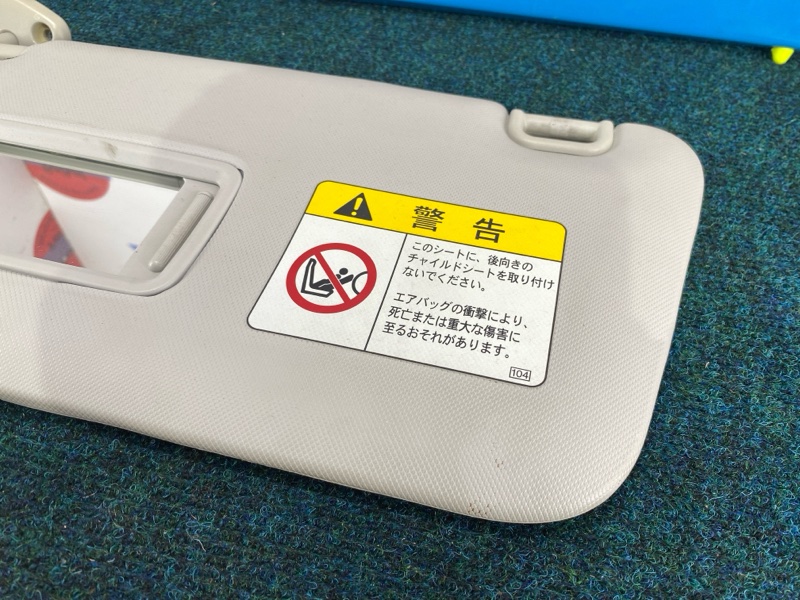 警告
このシートに、後向きの
チャイルドシートを取り付け
ないでください。
エアバッグの衝撃により、
死亡または重大な傷害に
至るおそれがあります。
104